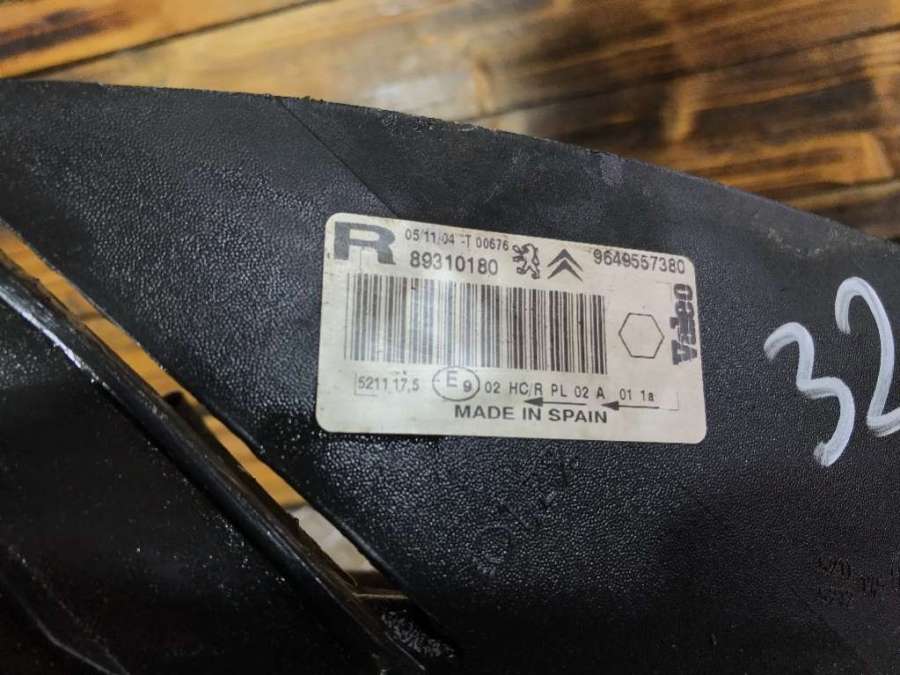 R 05/11/04 -T 00676
89310180 9649557380
Valeo
5211 17,5 E 9 02 HC/R PL 02 A 01 1a
MADE IN SPAIN
32